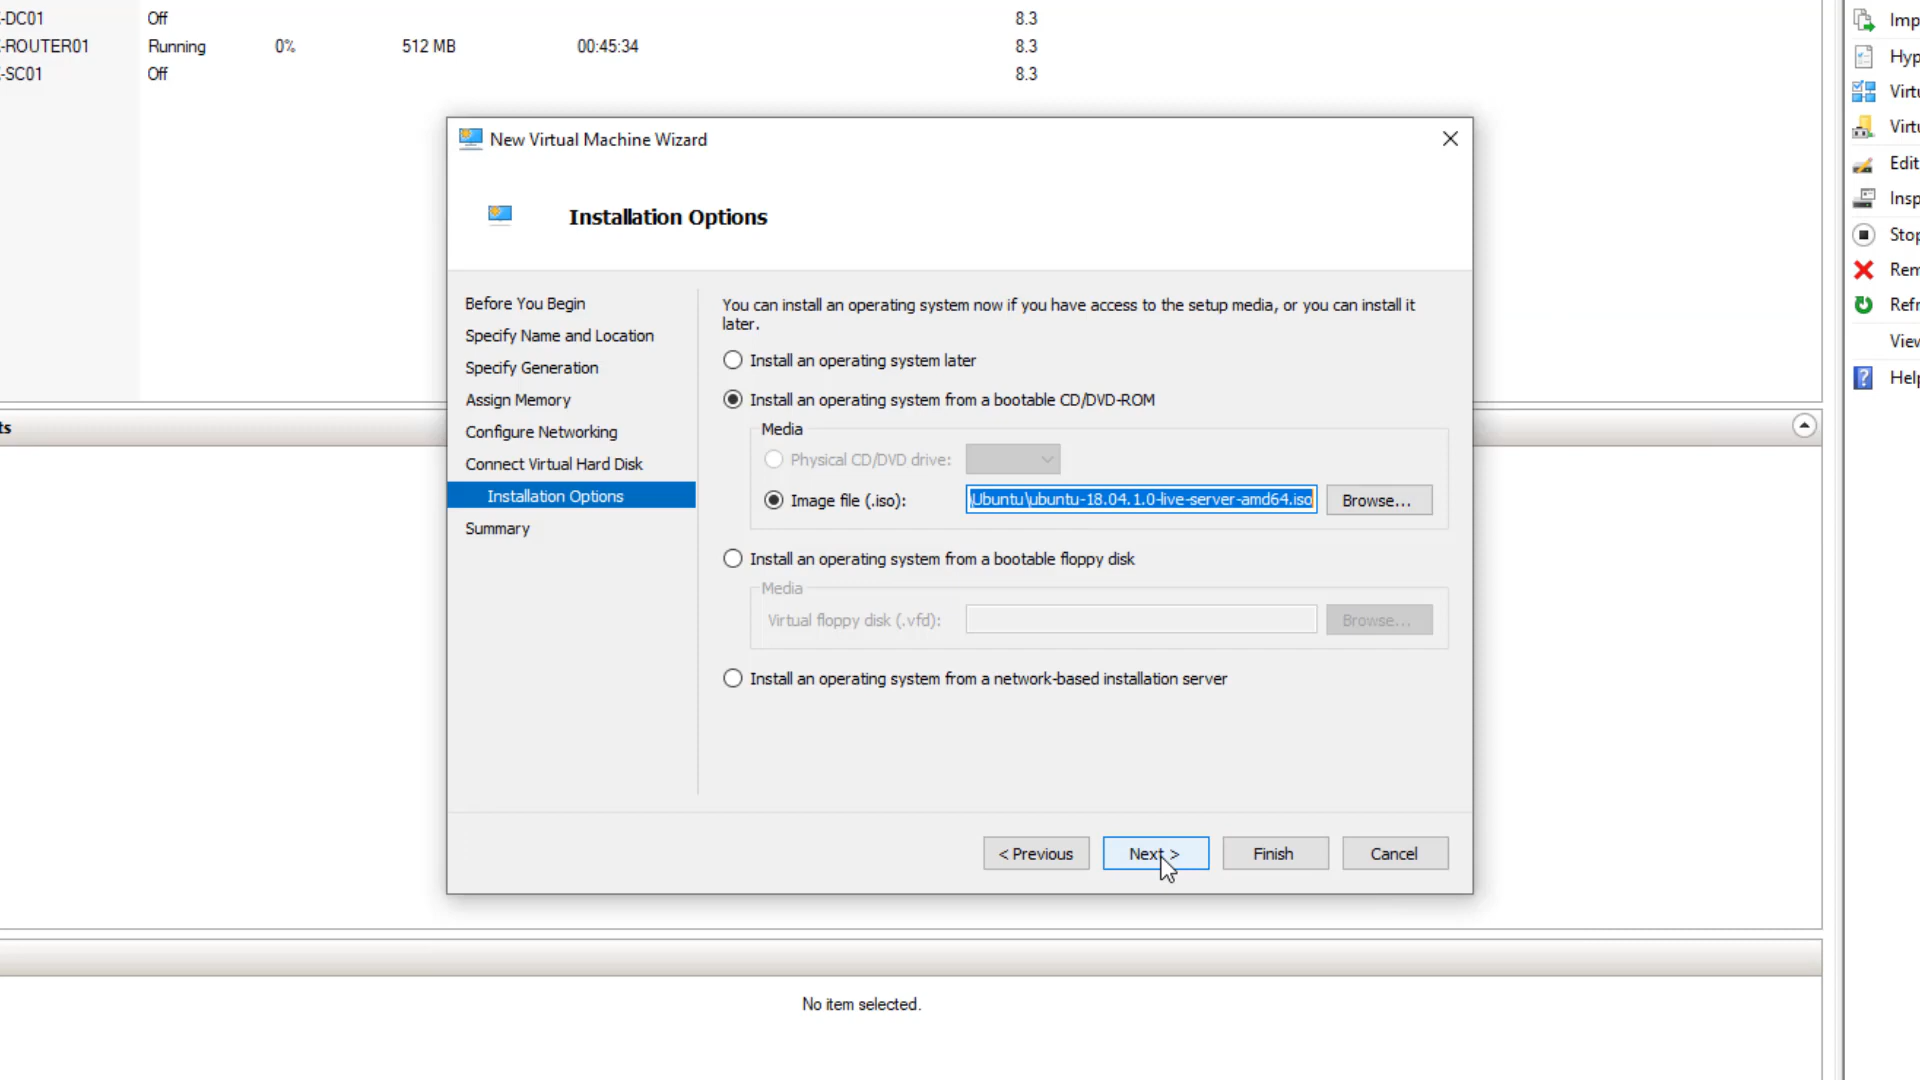 -DC01 Off 8.3
-ROUTER01 Running 0% 512 MB 00:45:34 8.3
-SC01 Off 8.3
New Virtual Machine Wizard
Installation Options
Before You Begin
Specify Name and Location
Specify Generation
Assign Memory
Configure Networking
Connect Virtual Hard Disk
Installation Options
Summary
You can install an operating system now if you have access to the setup media, or you can install it
later.
Install an operating system later
Install an operating system from a bootable CD/DVD-ROM
Media
Physical CD/DVD drive:
Image file (.iso): \Ubuntu\ubuntu-18.04.1.0-live-server-amd64.iso Browse...
Install an operating system from a bootable floppy disk
Media
Virtual floppy disk (.vfd): Browse...
Install an operating system from a network-based installation server
< Previous Next > Finish Cancel
ts
No item selected.
Imp
Hyp
Virtu
Virtu
Edit
Insp
Stop
Rem
Refr
View
Help